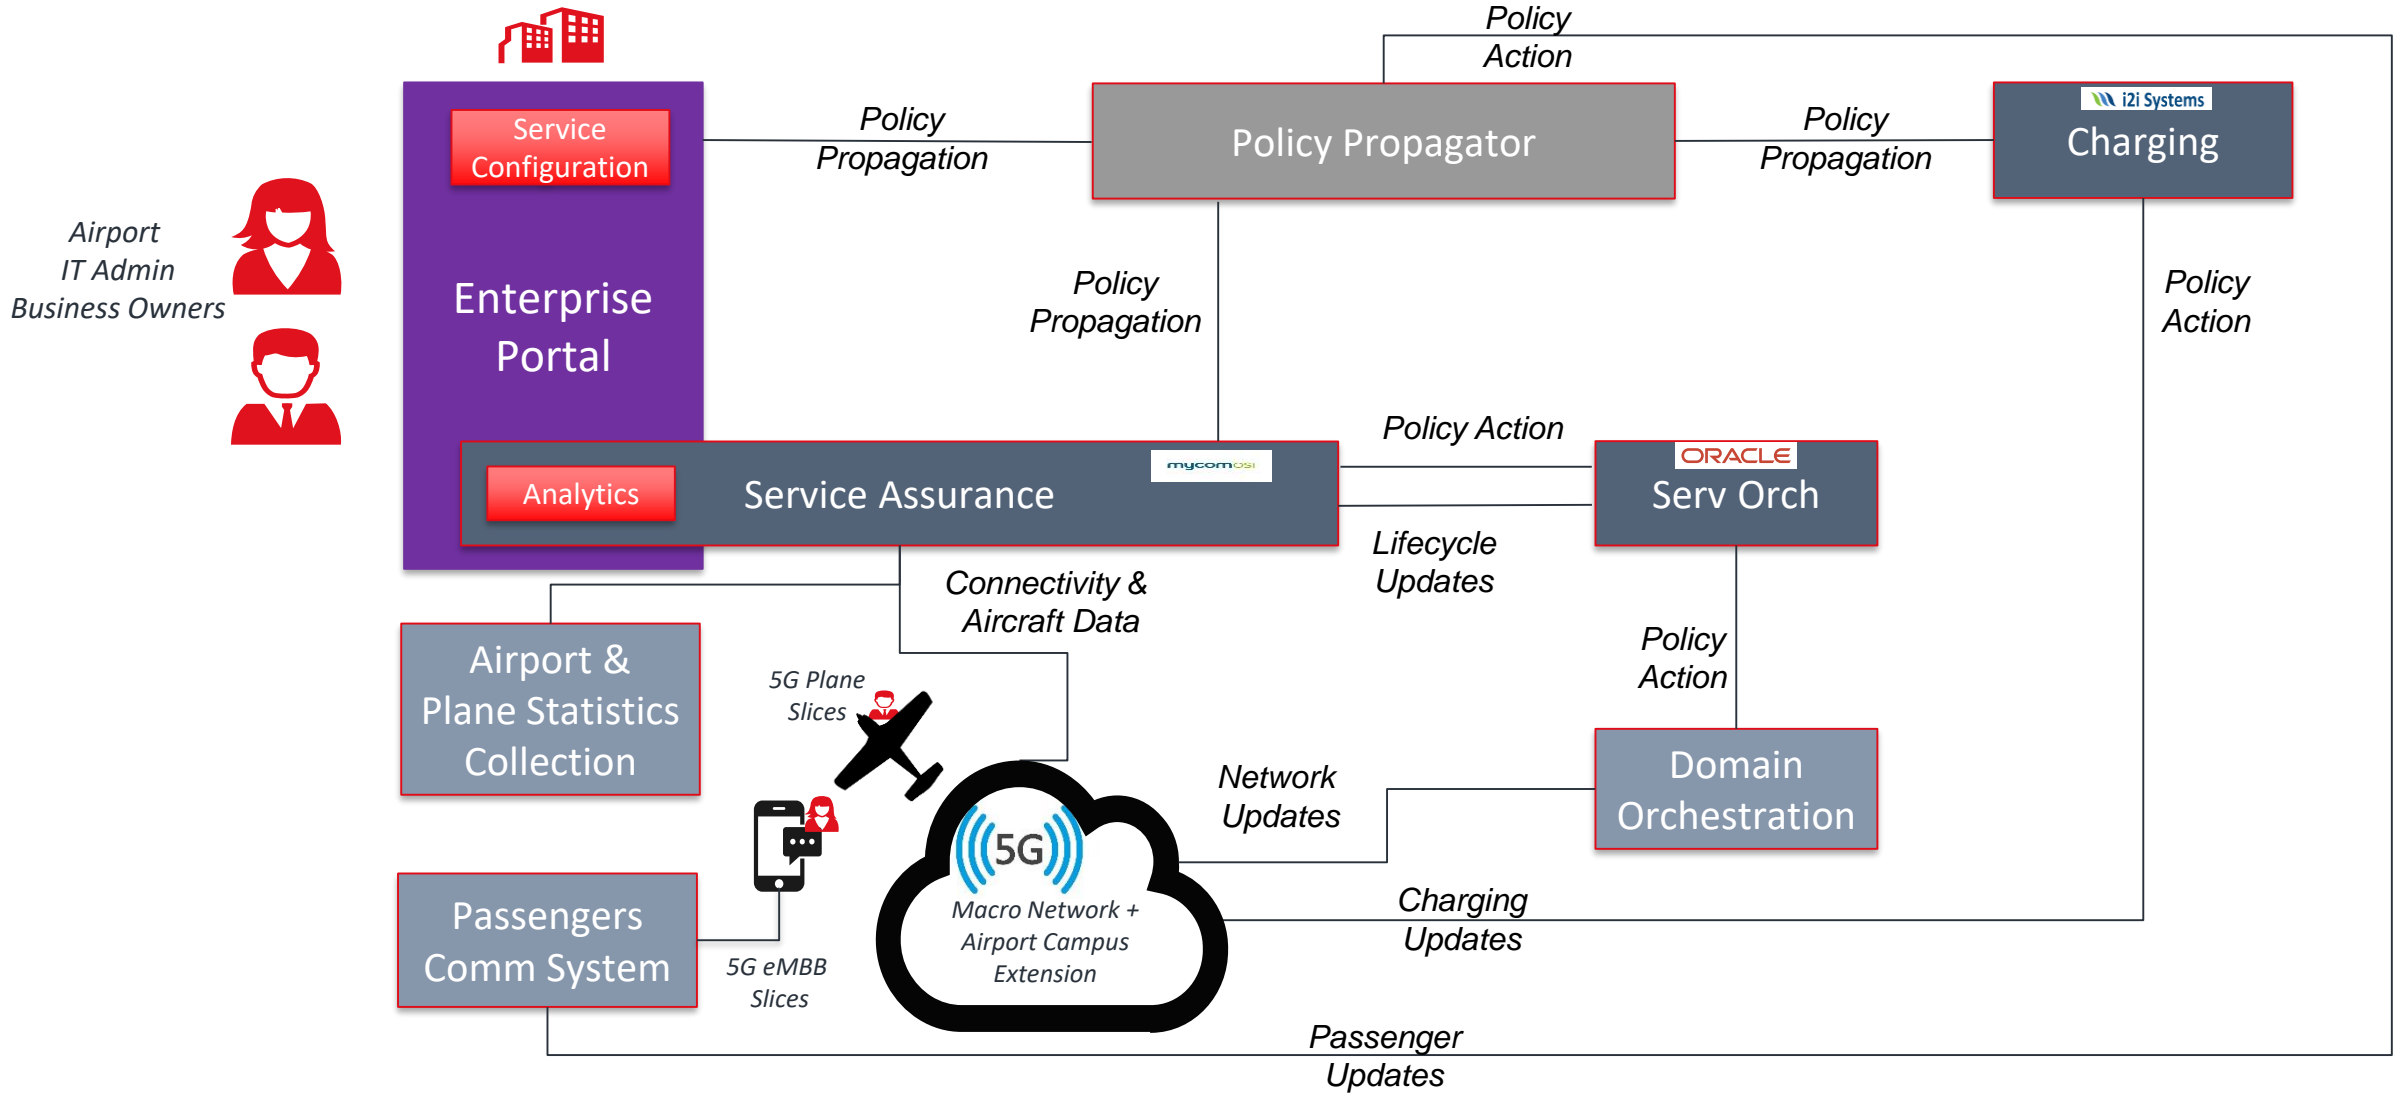 Policy
Action
Service
Configuration
Policy
Propagation
Policy Propagator
Policy
Propagation
i2i Systems
Charging
Airport
IT Admin
Business Owners
Enterprise
Portal
Policy
Propagation
Policy
Action
Analytics
Service Assurance
mycom osi
Policy Action
ORACLE
Serv Orch
Lifecycle
Updates
Connectivity &
Aircraft Data
Policy
Action
Airport &
Plane Statistics
Collection
5G Plane
Slices
Network
Updates
Domain
Orchestration
5G
Macro Network +
Airport Campus
Extension
Charging
Updates
Passengers
Comm System
5G eMBB
Slices
Passenger
Updates